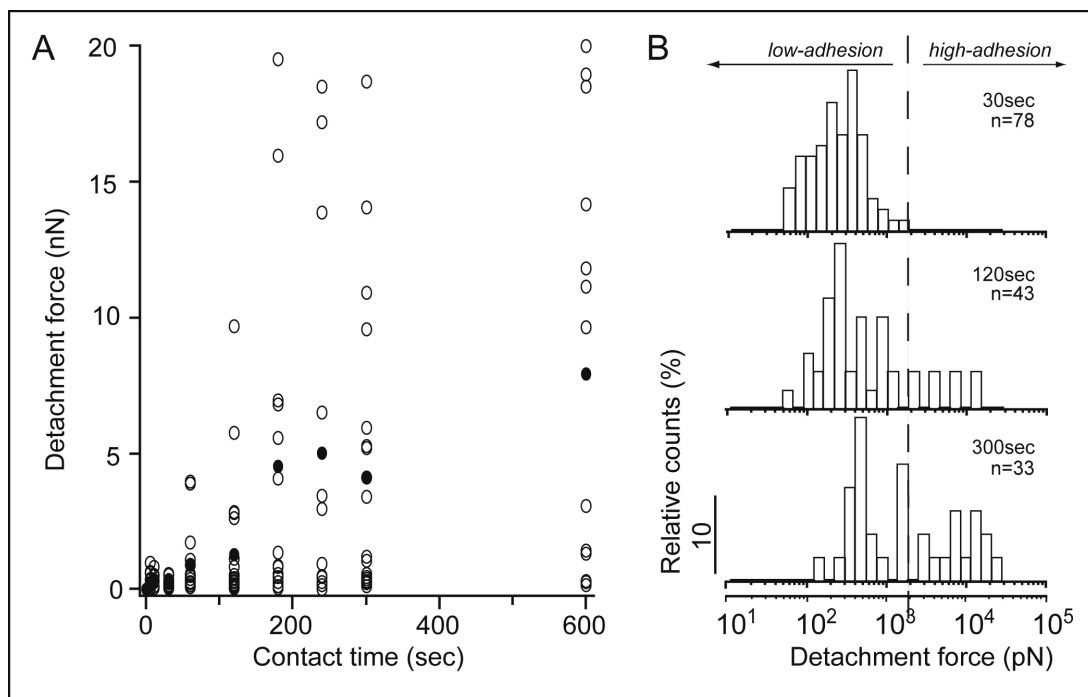 A
20
15
10
5
0
Detachment force (nN)
0
200
400
600
Contact time (sec)
B
low-adhesion
high-adhesion
30sec
n=78
120sec
n=43
300sec
n=33
Relative counts (%)
10
10¹
10²
10³
10⁴
10⁵
Detachment force (pN)